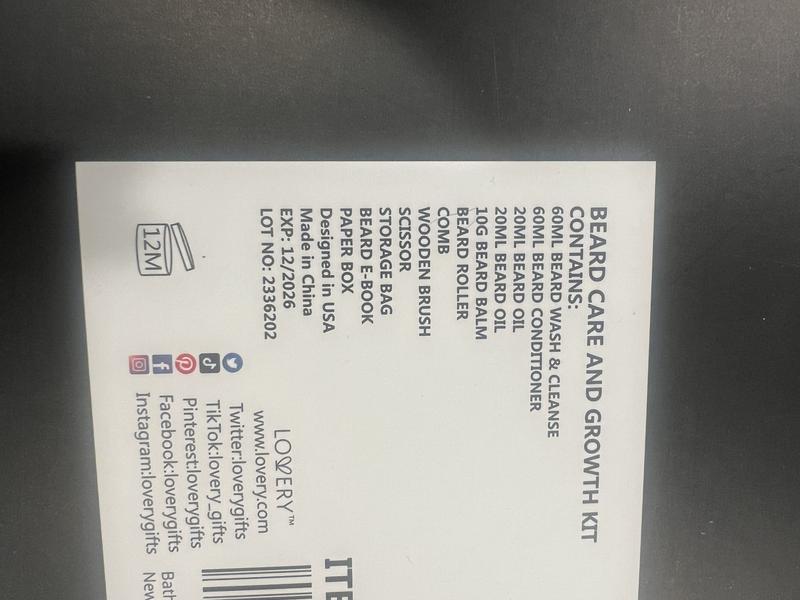 BEARD CARE AND GROWTH KIT
CONTAINS:
60ML BEARD WASH & CLEANSE
60ML BEARD CONDITIONER
20ML BEARD OIL
20ML BEARD OIL
10G BEARD BALM
BEARD ROLLER
COMB
WOODEN BRUSH
SCISSOR
STORAGE BAG
BEARD E-BOOK
PAPER BOX
Designed in USA
Made in China
EXP: 12/2026
LOT NO: 2336202
12M
LOVERY™
www.lovery.com
Twitter:loverygifts
TikTok:lovery_gifts
Pinterest:loverygifts
Facebook:loverygifts
Instagram:loverygifts